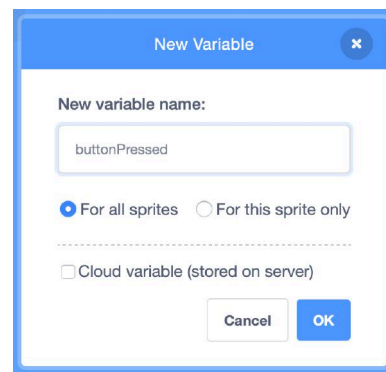 New Variable
New variable name:
buttonPressed
For all sprites For this sprite only
Cloud variable (stored on server)
Cancel OK